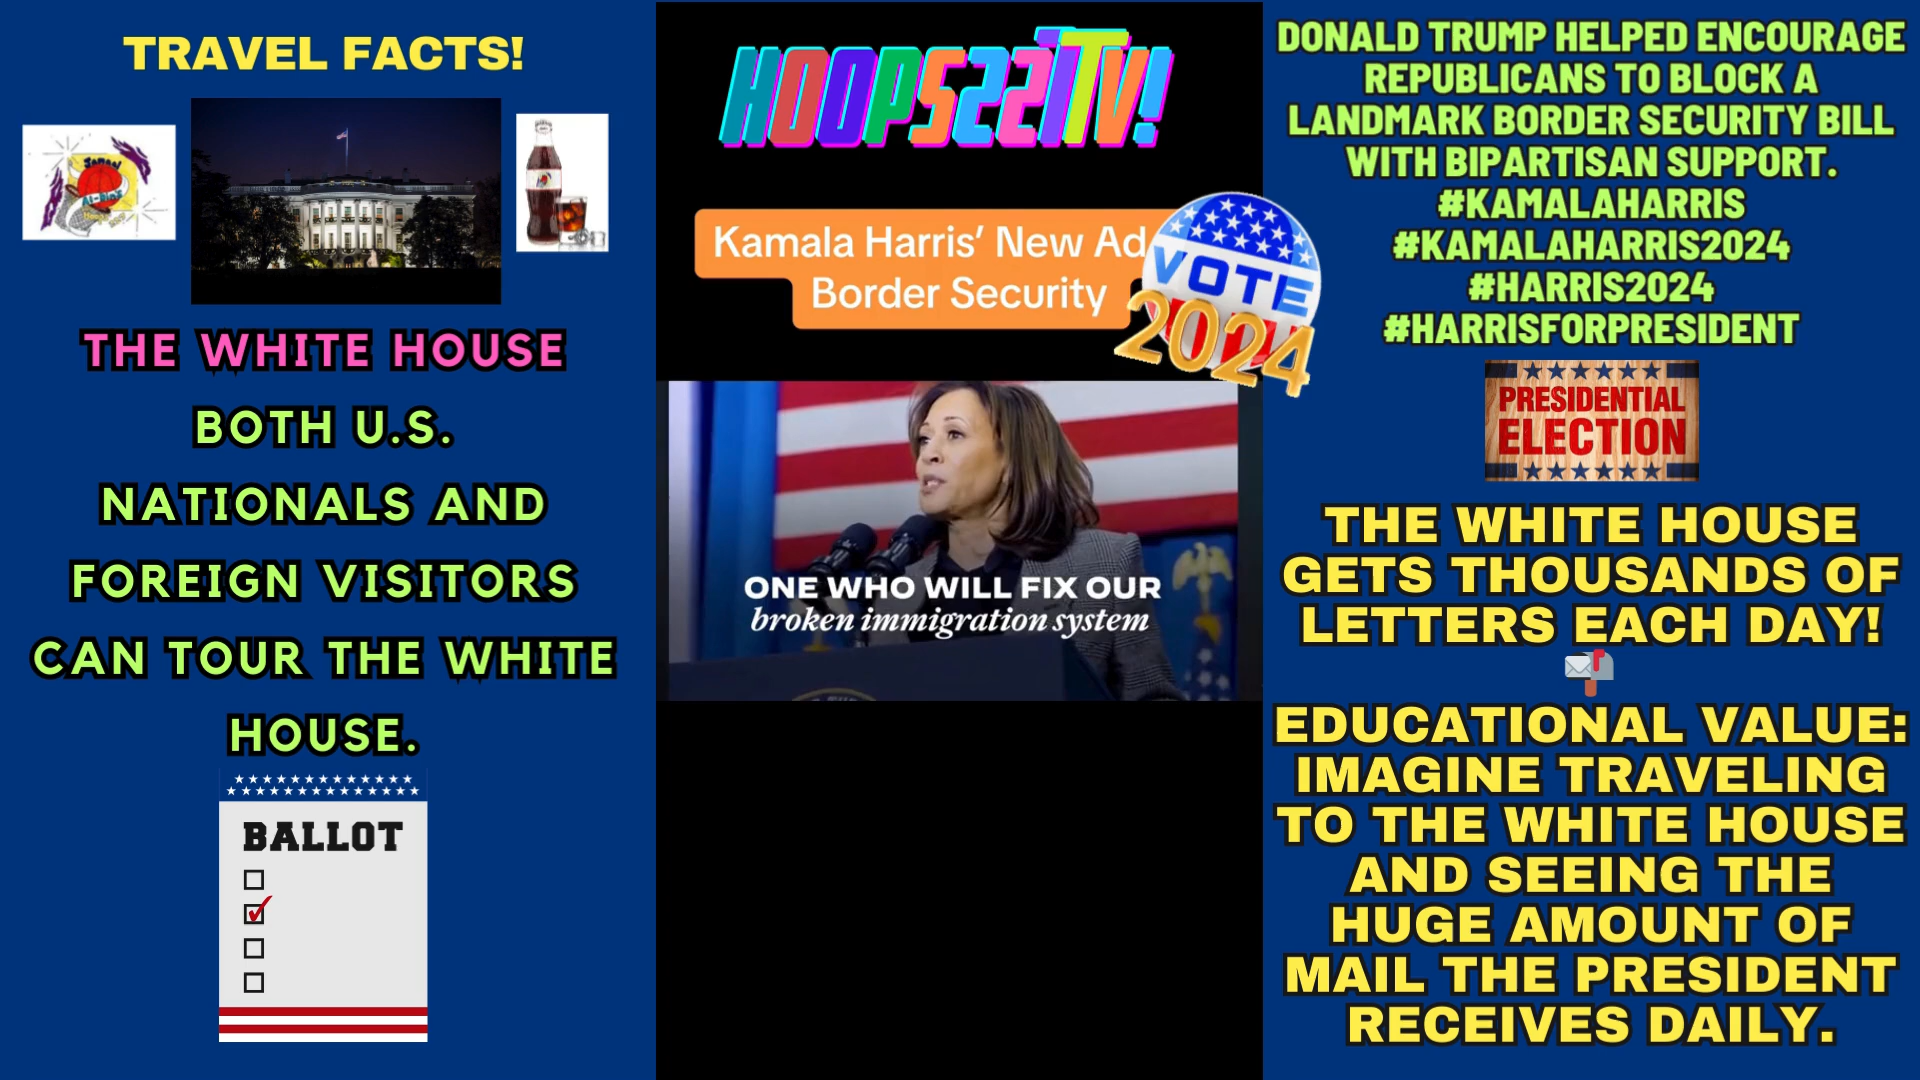 TRAVEL FACTS!
Jamaal
Al-Din's
THE WHITE HOUSE
BOTH U.S.
NATIONALS AND
FOREIGN VISITORS
CAN TOUR THE WHITE
HOUSE.
BALLOT
HOOPS227TV!
Kamala Harris’ New Ad
Border Security
VOTE
2024
ONE WHO WILL FIX OUR
broken immigration system
DONALD TRUMP HELPED ENCOURAGE
REPUBLICANS TO BLOCK A
LANDMARK BORDER SECURITY BILL
WITH BIPARTISAN SUPPORT.
#KAMALAHARRIS
#KAMALAHARRIS2024
#HARRIS2024
#HARRISFORPRESIDENT
PRESIDENTIAL
ELECTION
THE WHITE HOUSE
GETS THOUSANDS OF
LETTERS EACH DAY!
EDUCATIONAL VALUE:
IMAGINE TRAVELING
TO THE WHITE HOUSE
AND SEEING THE
HUGE AMOUNT OF
MAIL THE PRESIDENT
RECEIVES DAILY.